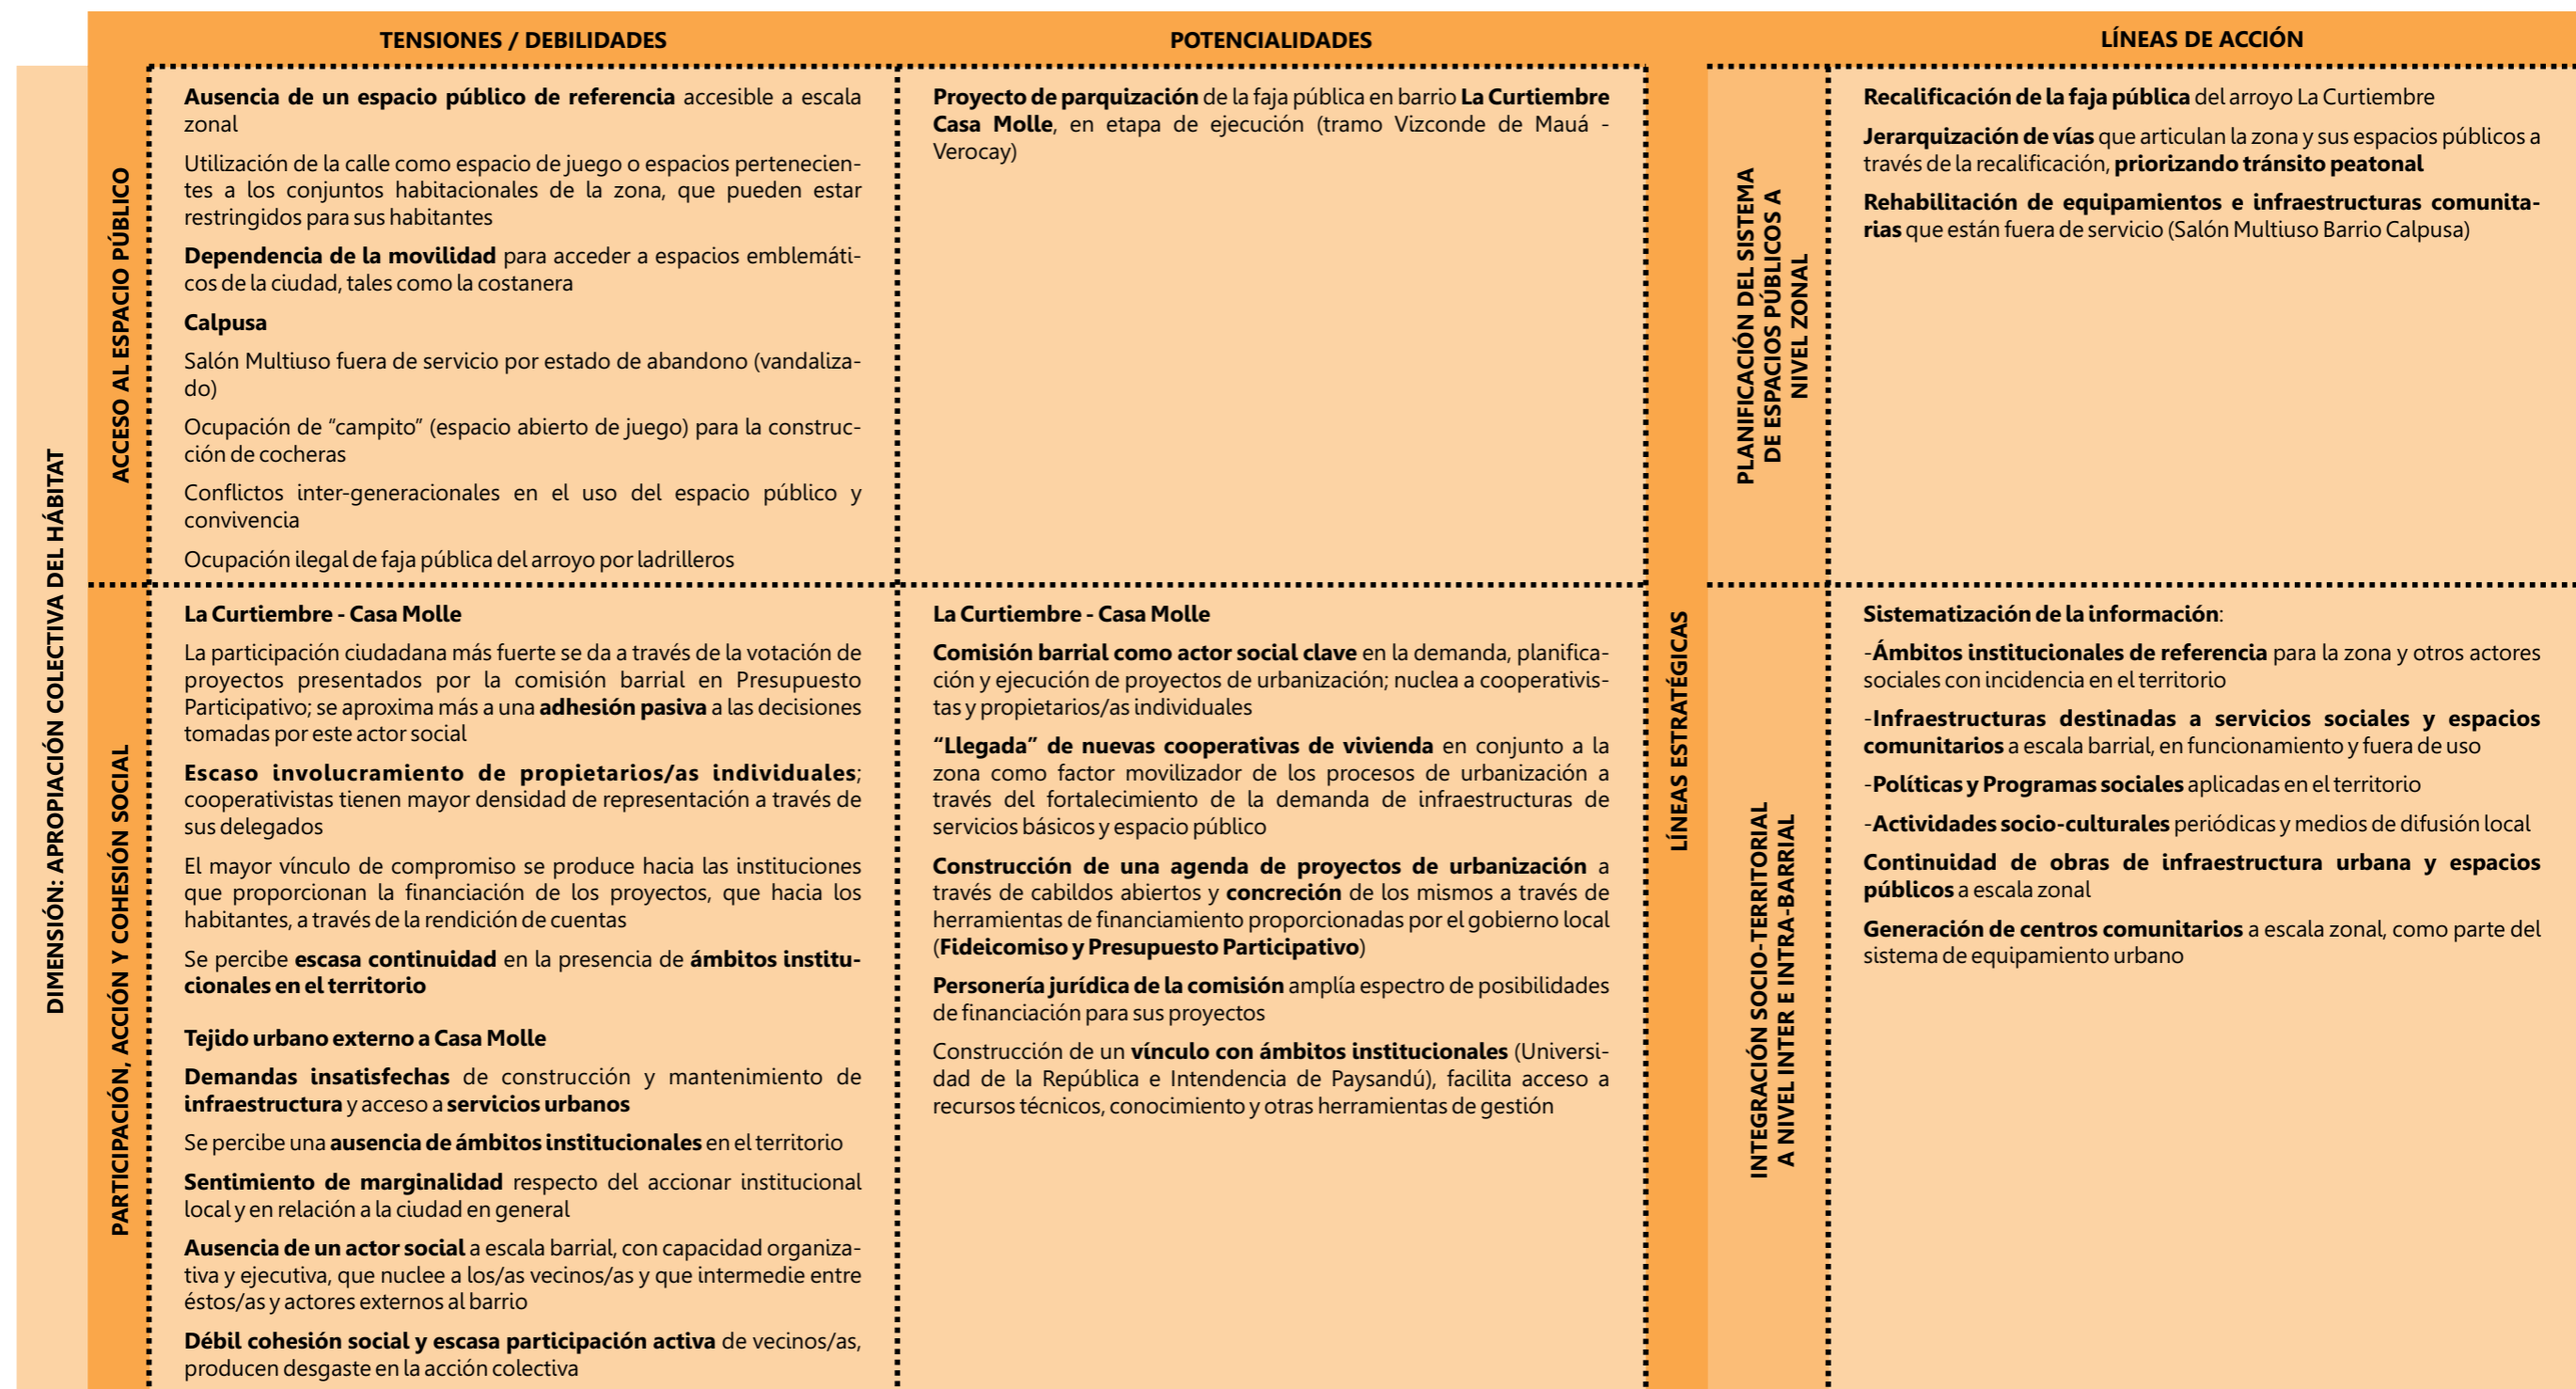 TENSIONES / DEBILIDADES
POTENCIALIDADES
LÍNEAS DE ACCIÓN
DIMENSIÓN: APROPIACIÓN COLECTIVA DEL HÁBITAT
ACCESO AL ESPACIO PÚBLICO
Ausencia de un espacio público de referencia accesible a escala
zonal
Utilización de la calle como espacio de juego o espacios pertenecien-
tes a los conjuntos habitacionales de la zona, que pueden estar
restringidos para sus habitantes
Dependencia de la movilidad para acceder a espacios emblemáti-
cos de la ciudad, tales como la costanera
Calpusa
Salón Multiuso fuera de servicio por estado de abandono (vandaliza-
do)
Ocupación de “campito” (espacio abierto de juego) para la construc-
ción de cocheras
Conflictos inter-generacionales en el uso del espacio público y
convivencia
Ocupación ilegal de faja pública del arroyo por ladrilleros
Proyecto de parquización de la faja pública en barrio La Curtiembre
Casa Molle, en etapa de ejecución (tramo Vizconde de Mauá -
Verocay)
LÍNEAS ESTRATÉGICAS
PLANIFICACIÓN DEL SISTEMA
DE ESPACIOS PÚBLICOS A
NIVEL ZONAL
Recalificación de la faja pública del arroyo La Curtiembre
Jerarquización de vías que articulan la zona y sus espacios públicos a
través de la recalificación, priorizando tránsito peatonal
Rehabilitación de equipamientos e infraestructuras comunita-
rias que están fuera de servicio (Salón Multiuso Barrio Calpusa)
PARTICIPACIÓN, ACCIÓN Y COHESIÓN SOCIAL
La Curtiembre - Casa Molle
La participación ciudadana más fuerte se da a través de la votación de
proyectos presentados por la comisión barrial en Presupuesto
Participativo; se aproxima más a una adhesión pasiva a las decisiones
tomadas por este actor social
Escaso involucramiento de propietarios/as individuales;
cooperativistas tienen mayor densidad de representación a través de
sus delegados
El mayor vínculo de compromiso se produce hacia las instituciones
que proporcionan la financiación de los proyectos, que hacia los
habitantes, a través de la rendición de cuentas
Se percibe escasa continuidad en la presencia de ámbitos institu-
cionales en el territorio
Tejido urbano externo a Casa Molle
Demandas insatisfechas de construcción y mantenimiento de
infraestructura y acceso a servicios urbanos
Se percibe una ausencia de ámbitos institucionales en el territorio
Sentimiento de marginalidad respecto del accionar institucional
local y en relación a la ciudad en general
Ausencia de un actor social a escala barrial, con capacidad organiza-
tiva y ejecutiva, que nuclee a los/as vecinos/as y que intermedie entre
éstos/as y actores externos al barrio
Débil cohesión social y escasa participación activa de vecinos/as,
producen desgaste en la acción colectiva
La Curtiembre - Casa Molle
Comisión barrial como actor social clave en la demanda, planifica-
ción y ejecución de proyectos de urbanización; nuclea a cooperativis-
tas y propietarios/as individuales
“Llegada” de nuevas cooperativas de vivienda en conjunto a la
zona como factor movilizador de los procesos de urbanización a
través del fortalecimiento de la demanda de infraestructuras de
servicios básicos y espacio público
Construcción de una agenda de proyectos de urbanización a
través de cabildos abiertos y concreción de los mismos a través de
herramientas de financiamiento proporcionadas por el gobierno local
(Fideicomiso y Presupuesto Participativo)
Personería jurídica de la comisión amplía espectro de posibilidades
de financiación para sus proyectos
Construcción de un vínculo con ámbitos institucionales (Universi-
dad de la República e Intendencia de Paysandú), facilita acceso a
recursos técnicos, conocimiento y otras herramientas de gestión
INTEGRACIÓN SOCIO-TERRITORIAL
A NIVEL INTER E INTRA-BARRIAL
Sistematización de la información:
-Ámbitos institucionales de referencia para la zona y otros actores
sociales con incidencia en el territorio
-Infraestructuras destinadas a servicios sociales y espacios
comunitarios a escala barrial, en funcionamiento y fuera de uso
-Políticas y Programas sociales aplicadas en el territorio
-Actividades socio-culturales periódicas y medios de difusión local
Continuidad de obras de infraestructura urbana y espacios
públicos a escala zonal
Generación de centros comunitarios a escala zonal, como parte del
sistema de equipamiento urbano